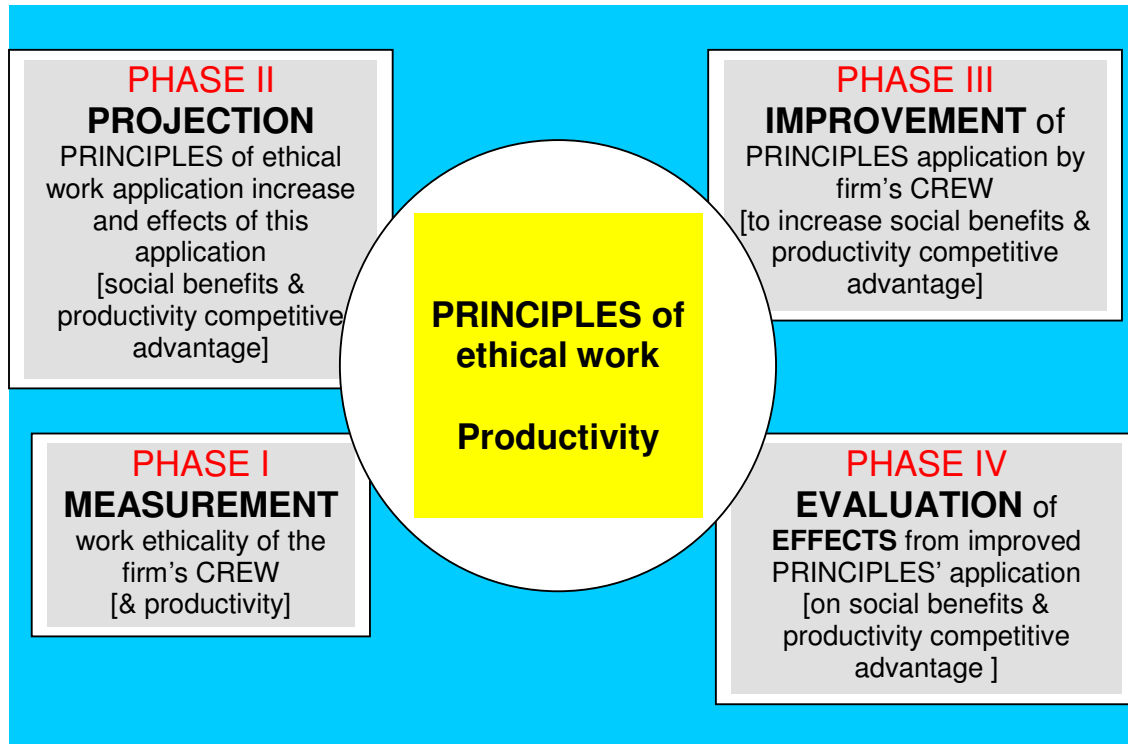 PHASE II
PROJECTION
PRINCIPLES of ethical
work application increase
and effects of this
application
[social benefits &
productivity competitive
advantage]
PHASE III
IMPROVEMENT of
PRINCIPLES application by
firm's CREW
[to increase social benefits &
productivity competitive
advantage]
PRINCIPLES of
ethical work
Productivity
PHASE I
MEASUREMENT
work ethicality of the
firm's CREW
[& productivity]
PHASE IV
EVALUATION of
EFFECTS from improved
PRINCIPLES' application
[on social benefits &
productivity competitive
advantage ]